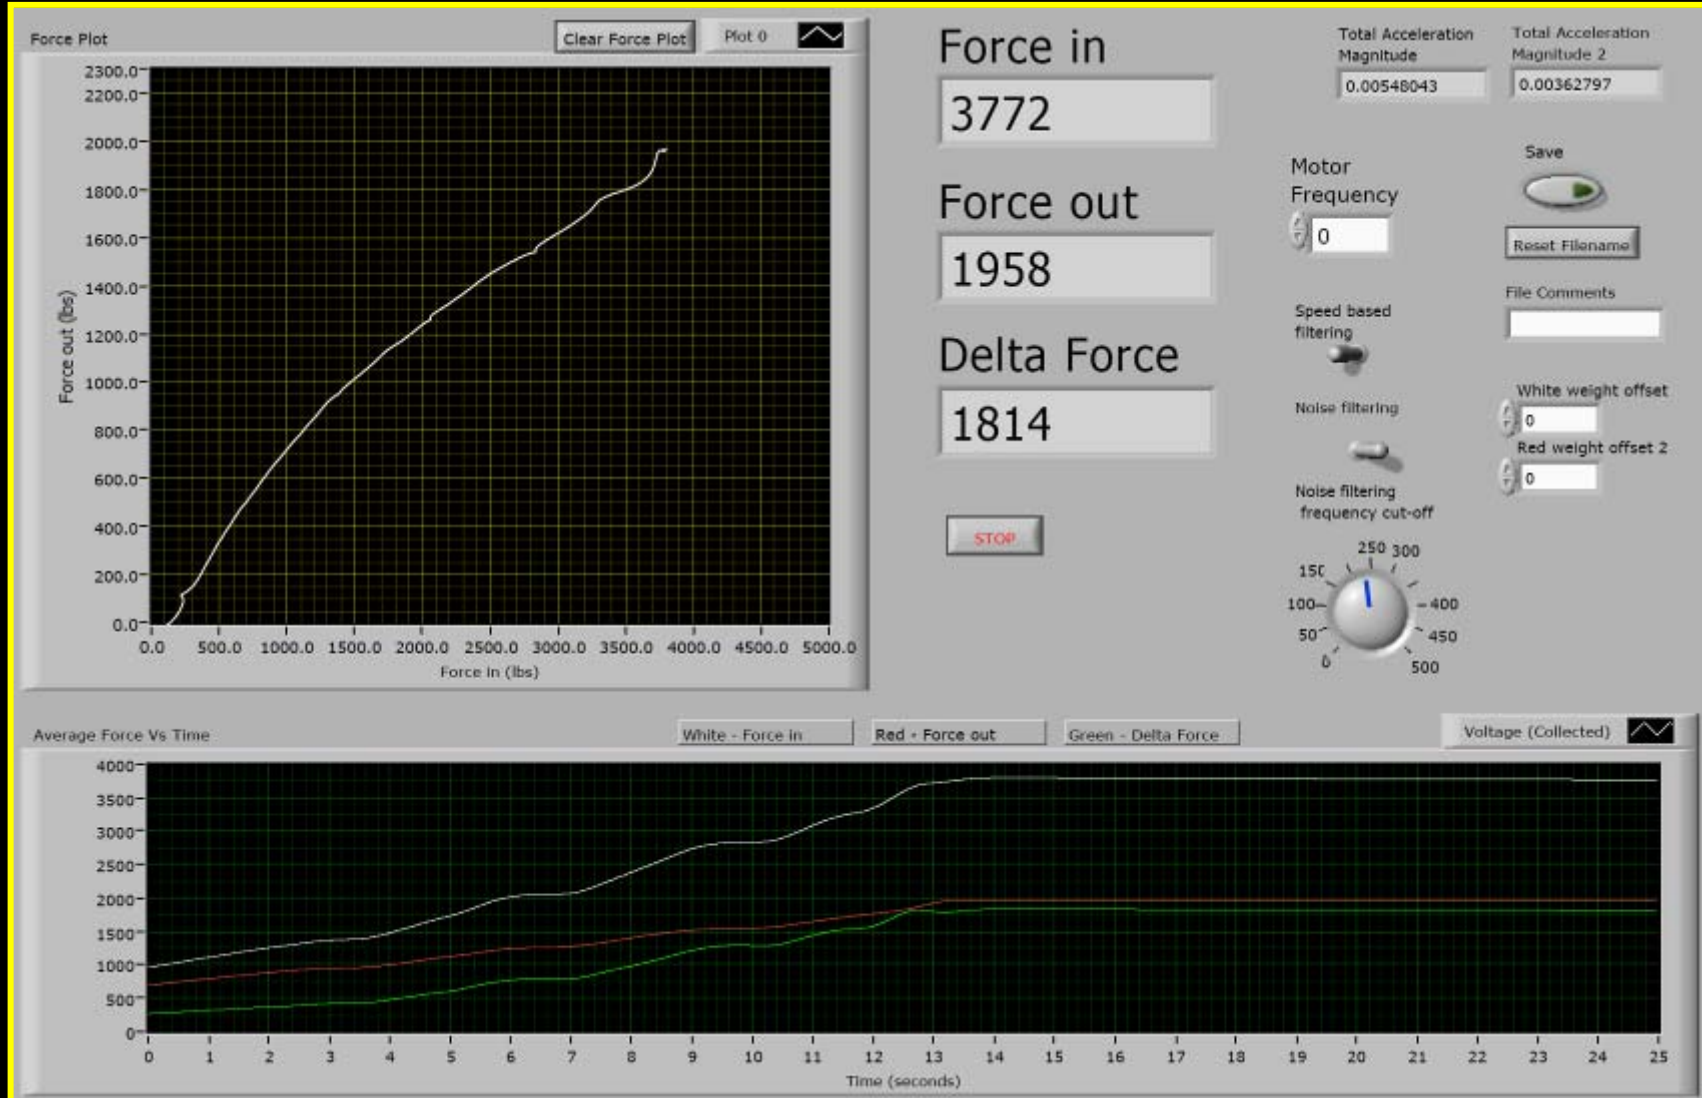 Force Plot
Clear Force Plot
Plot 0
2300.0
2200.0
2000.0
1800.0
1600.0
1400.0
1200.0
1000.0
800.0
600.0
400.0
200.0
0.0
Force out (lbs)
0.0 500.0 1000.0 1500.0 2000.0 2500.0 3000.0 3500.0 4000.0 4500.0 5000.0
Force in (lbs)
Force in
3772
Force out
1958
Delta Force
1814
STOP
Total Acceleration
Magnitude
0.00548043
Total Acceleration
Magnitude 2
0.00362797
Motor
Frequency
0
Save
Reset Filename
File Comments
Speed based
filtering
Noise filtering
White weight offset
0
Red weight offset 2
0
Noise filtering
frequency cut-off
250 300
150
100 400
50 450
0 500
Average Force Vs Time
White - Force in
Red - Force out
Green - Delta Force
Voltage (Collected)
4000
3500
3000
2500
2000
1500
1000
500
0
0 1 2 3 4 5 6 7 8 9 10 11 12 13 14 15 16 17 18 19 20 21 22 23 24 25
Time (seconds)